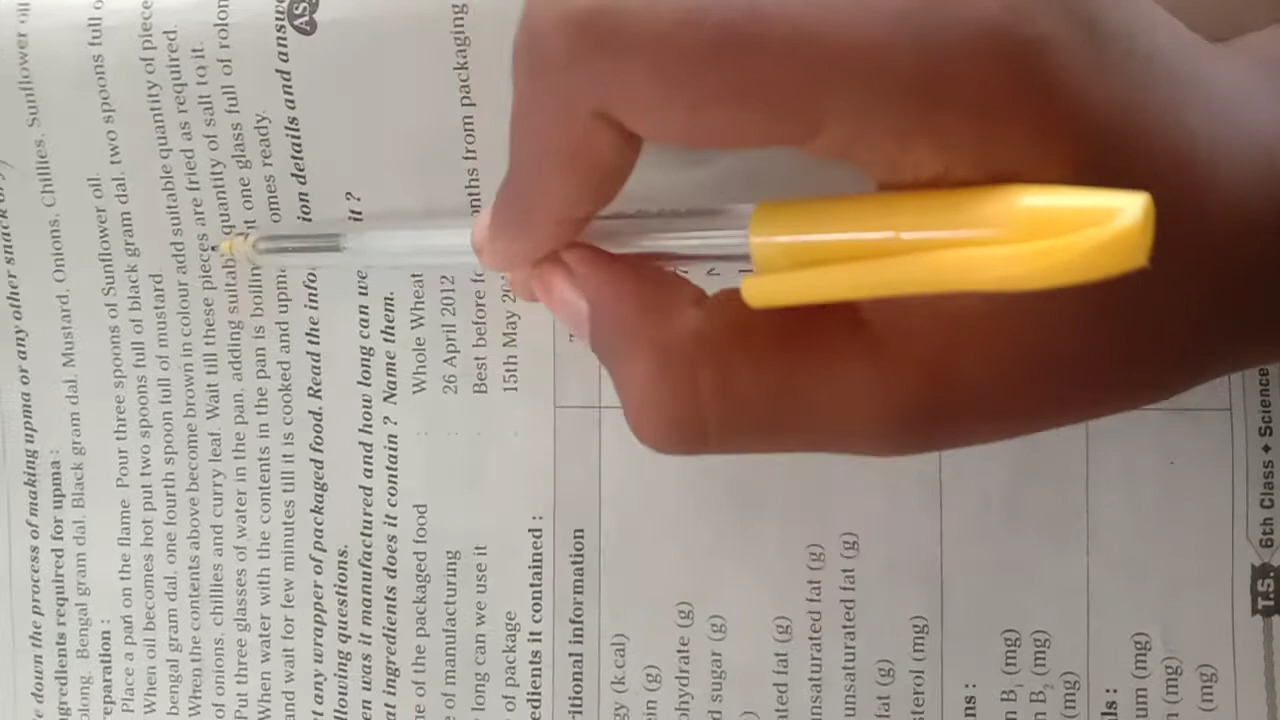 e down the process of making upma or any other snack or
gredients required for upma :
olong, Bengal gram dal, Black gram dal, Mustard, Onions, Chillies, Sunflower oil
eparation :
Place a pan on the flame Pour three spoons of Sunflower oil.
When oil becomes hot put two spoons full of black gram dal, two spoons full o
bengal gram dal, one fourth spoon full of mustard
When the contents above become brown in colour add suitable quantity of piece
of onions, chillies and curry leaf. Wait till these pieces are fried as required.
Put three glasses of water in the pan, adding suitabl quantity of salt to it.
When water with the contents in the pan is boilin t one glass full of rolon
and wait for few minutes till it is cooked and upma omes ready.
t any wrapper of packaged food. Read the info ion details and answ
llowing questions. AS
en was it manufactured and how long can we it ?
at ingredients does it contain ? Name them.
me of the packaged food : Whole Wheat
e of manufacturing : 26 April 2012
long can we use it : Best before onths from packaging
of package : 15th May 20
edients it contained :
ritional information
gy (k.cal)
in (g)
ohydrate (g)
d sugar (g)
)
ated fat (g)
nsaturated fat (g)
unsaturated fat (g)
fat (g)
sterol (mg)
ns :
n B₁ (mg)
n B₂ (mg)
(mg)
ls :
um (mg)
n (mg)
(mg)
T.S. 6th Class ♦ Science